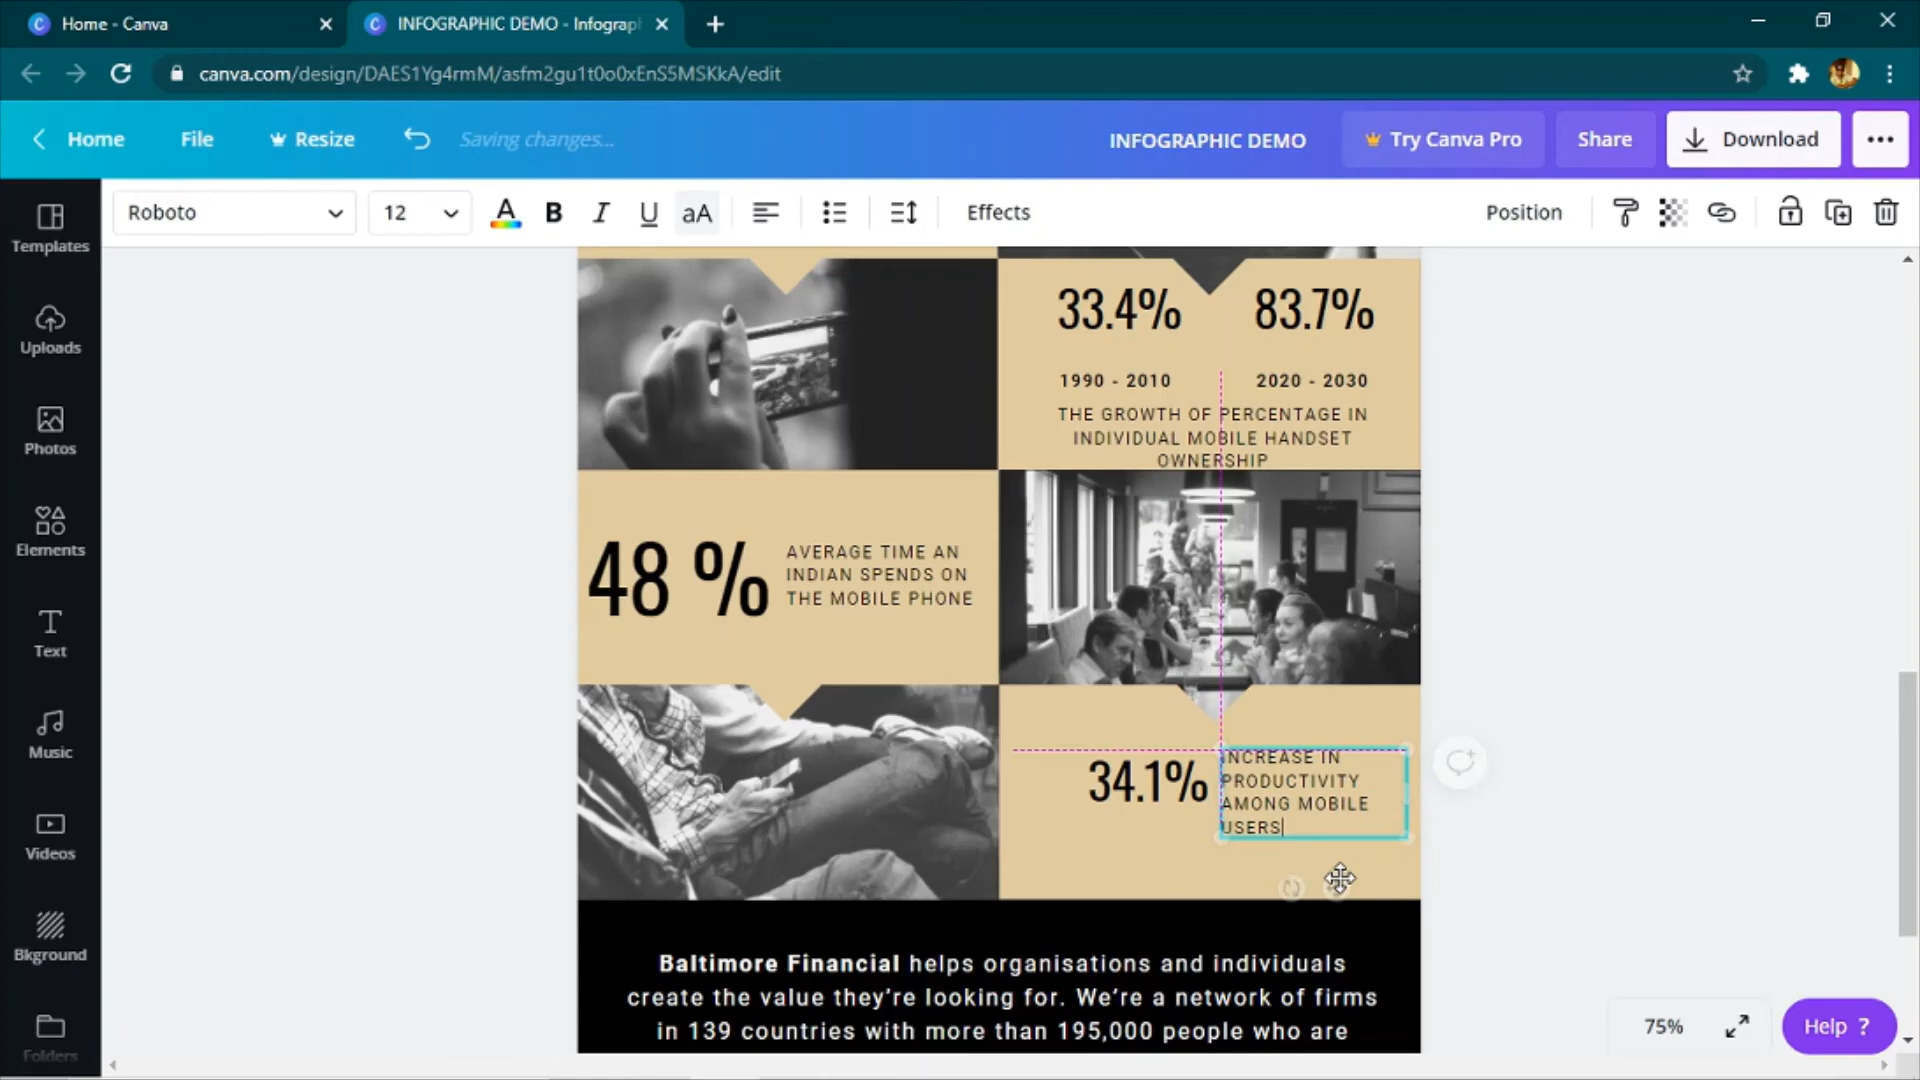 Home - Canva
INFOGRAPHIC DEMO - Infograp
canva.com/design/DAES1Yg4rmM/asfm2gu1t0o0xEnS5MSKkA/edit
Home
File
Resize
Saving changes...
INFOGRAPHIC DEMO
Try Canva Pro
Share
Download
Roboto
12
A
B
I
U
aA
Effects
Position
Templates
Uploads
Photos
Elements
Text
Music
Videos
Bkground
Folders
33.4%
83.7%
1990 - 2010
2020 - 2030
THE GROWTH OF PERCENTAGE IN
INDIVIDUAL MOBILE HANDSET
OWNERSHIP
48 %
AVERAGE TIME AN
INDIAN SPENDS ON
THE MOBILE PHONE
34.1%
INCREASE IN
PRODUCTIVITY
AMONG MOBILE
USERS
Baltimore Financial helps organisations and individuals
create the value they're looking for. We're a network of firms
in 139 countries with more than 195,000 people who are
75%
Help ?